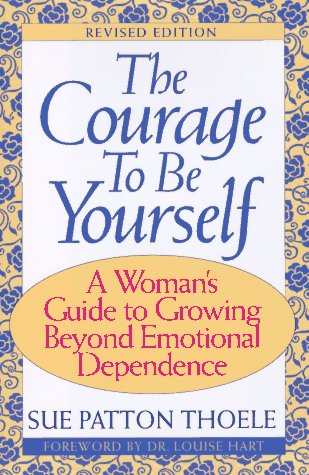 REVISED EDITION
The
Courage
To Be
Yourself
A Woman's
Guide to Growing
Beyond Emotional
Dependence
SUE PATTON THOELE
FOREWORD BY DR. LOUISE HART